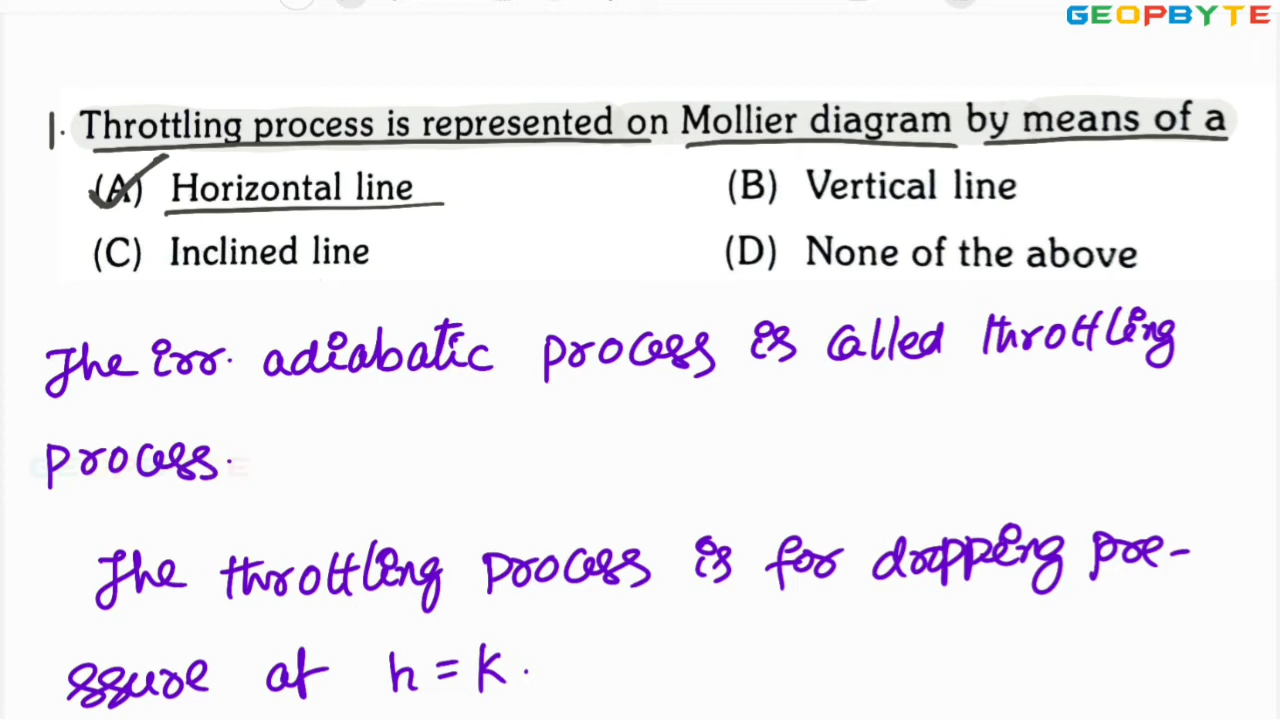 GEOPBYTE
1. Throttling process is represented on Mollier diagram by means of a
(A) Horizontal line (B) Vertical line
(C) Inclined line (D) None of the above
The irr. adiabatic process is called throttling
process.
The throttling process is for dropping pre-
ssure at h = k.